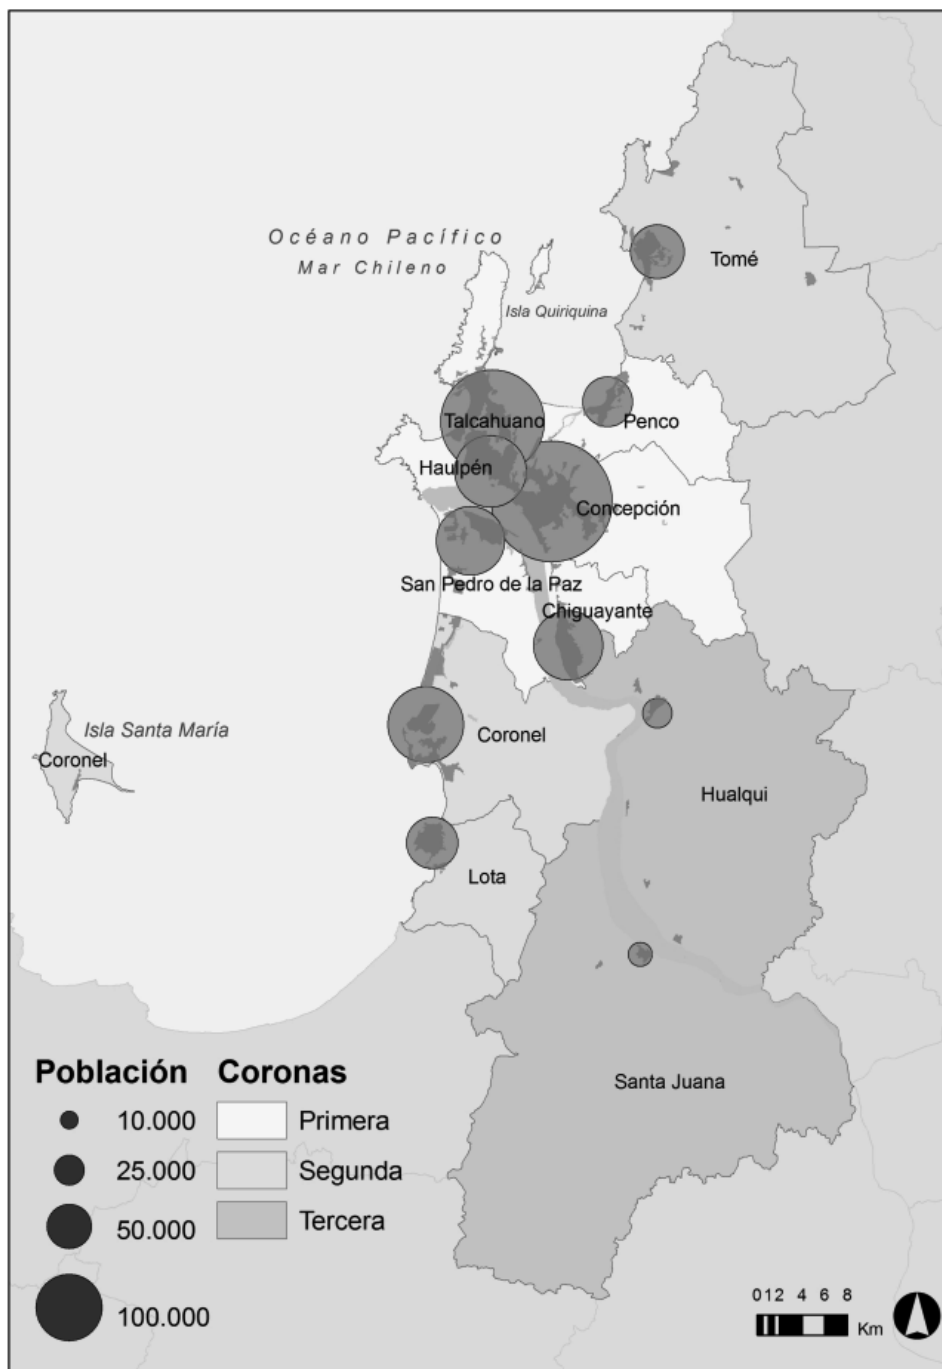 Océano Pacífico
Mar Chileno
Isla Quiriquina
Tomé
Talcahuano
Penco
Haulpén
Concepción
San Pedro de la Paz
Chiguayante
Isla Santa María
Coronel
Coronel
Hualqui
Lota
Santa Juana
Población
10.000
25.000
50.000
100.000
Coronas
Primera
Segunda
Tercera
0 1 2 4 6 8
Km